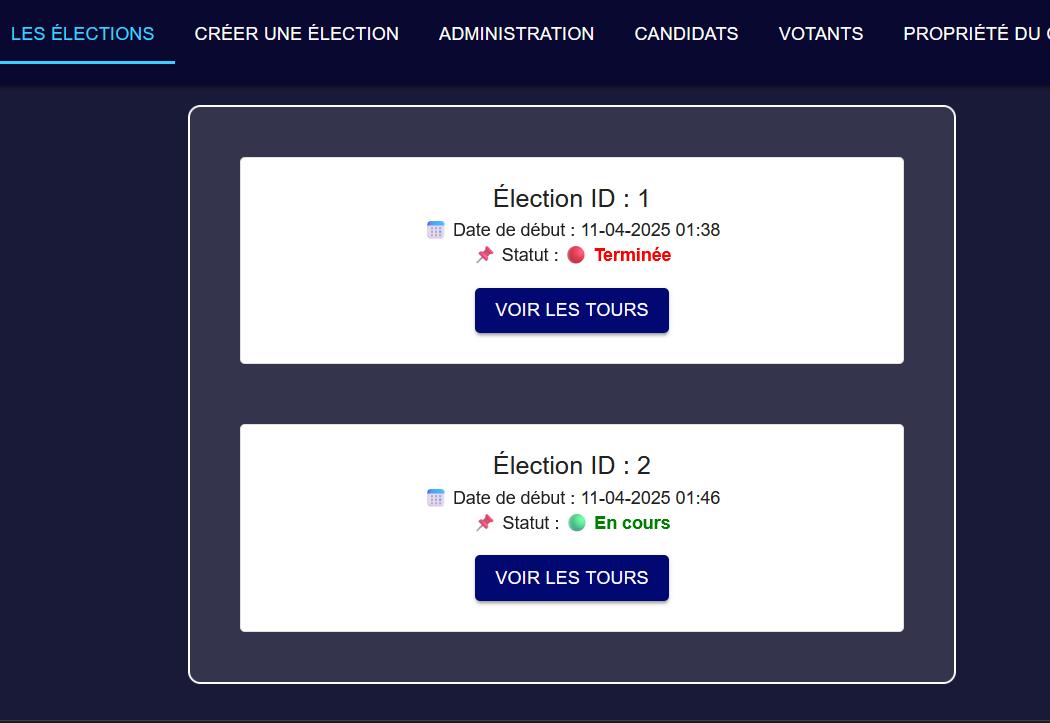 LES ÉLECTIONS CRÉER UNE ÉLECTION ADMINISTRATION CANDIDATS VOTANTS PROPRIÉTÉ DU
Élection ID : 1
Date de début : 11-04-2025 01:38
Statut : Terminée
VOIR LES TOURS
Élection ID : 2
Date de début : 11-04-2025 01:46
Statut : En cours
VOIR LES TOURS